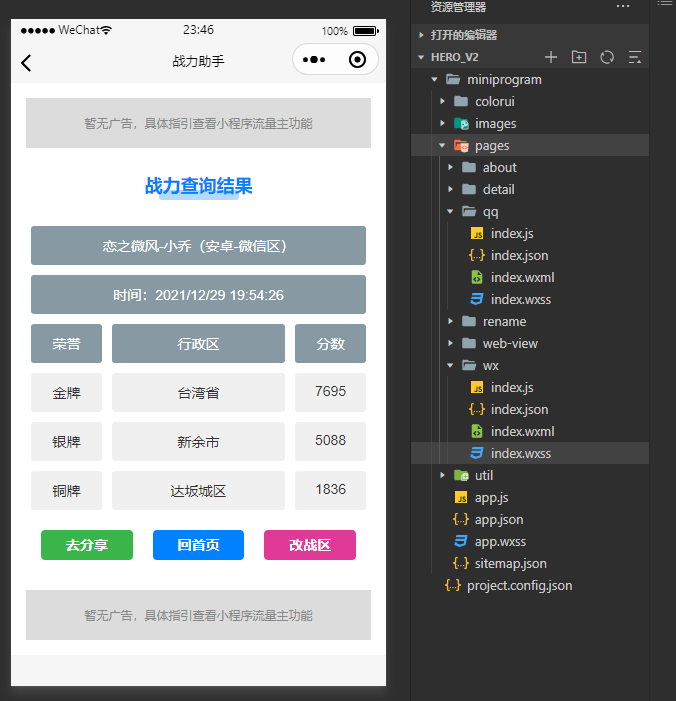 WeChat 23:46 100%
战力助手
暂无广告，具体指引查看小程序流量主功能
战力查询结果
恋之微风-小乔（安卓-微信区）
时间：2021/12/29 19:54:26
荣誉 行政区 分数
金牌 台湾省 7695
银牌 新余市 5088
铜牌 达坂城区 1836
去分享 回首页 改战区
暂无广告，具体指引查看小程序流量主功能
资源管理器
打开的编辑器
HERO_V2
miniprogram
colorui
images
pages
about
detail
qq
index.js
index.json
index.wxml
index.wxss
rename
web-view
wx
index.js
index.json
index.wxml
index.wxss
util
app.js
app.json
app.wxss
sitemap.json
project.config.json